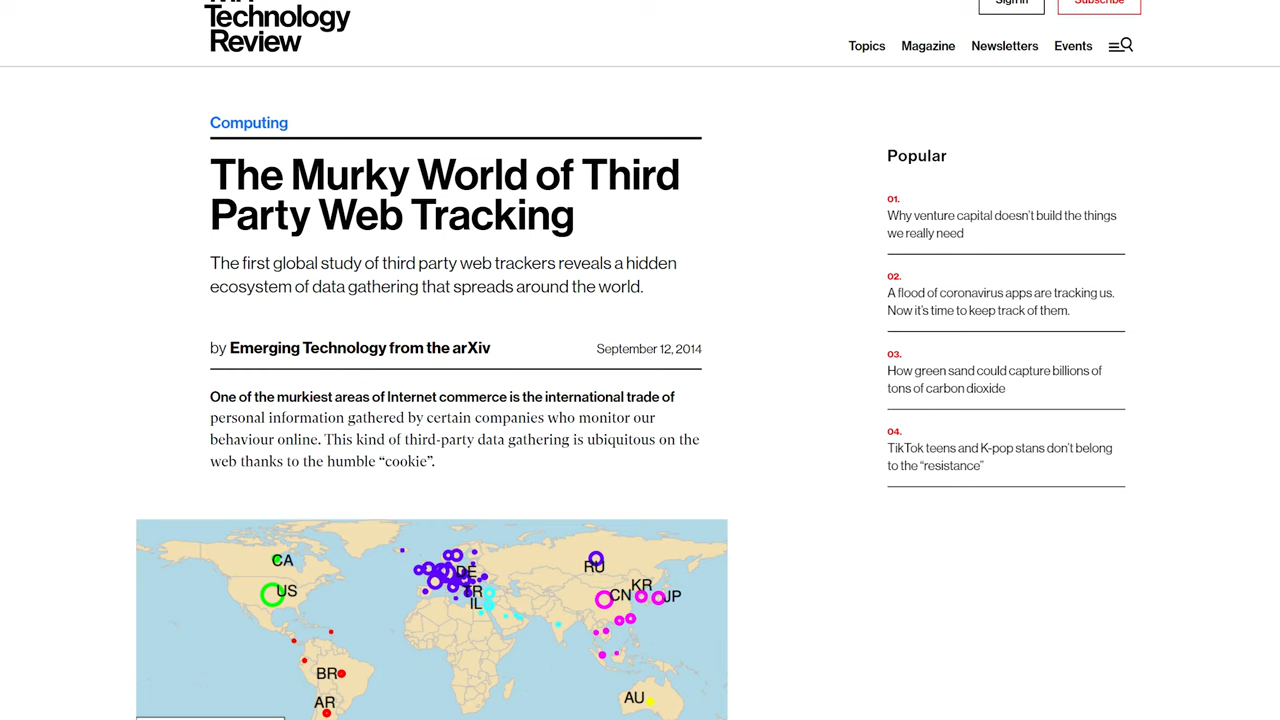 Technology
Review
Sign in
Subscribe
Topics
Magazine
Newsletters
Events
Computing
The Murky World of Third
Party Web Tracking
The first global study of third party web trackers reveals a hidden
ecosystem of data gathering that spreads around the world.
by Emerging Technology from the arXiv
September 12, 2014
One of the murkiest areas of Internet commerce is the international trade of
personal information gathered by certain companies who monitor our
behaviour online. This kind of third-party data gathering is ubiquitous on the
web thanks to the humble “cookie”.
Popular
01.
Why venture capital doesn’t build the things
we really need
02.
A flood of coronavirus apps are tracking us.
Now it’s time to keep track of them.
03.
How green sand could capture billions of
tons of carbon dioxide
04.
TikTok teens and K-pop stans don’t belong
to the “resistance”
CA
US
DE
TR
IL
RU
KR
CN
JP
BR
AR
AU